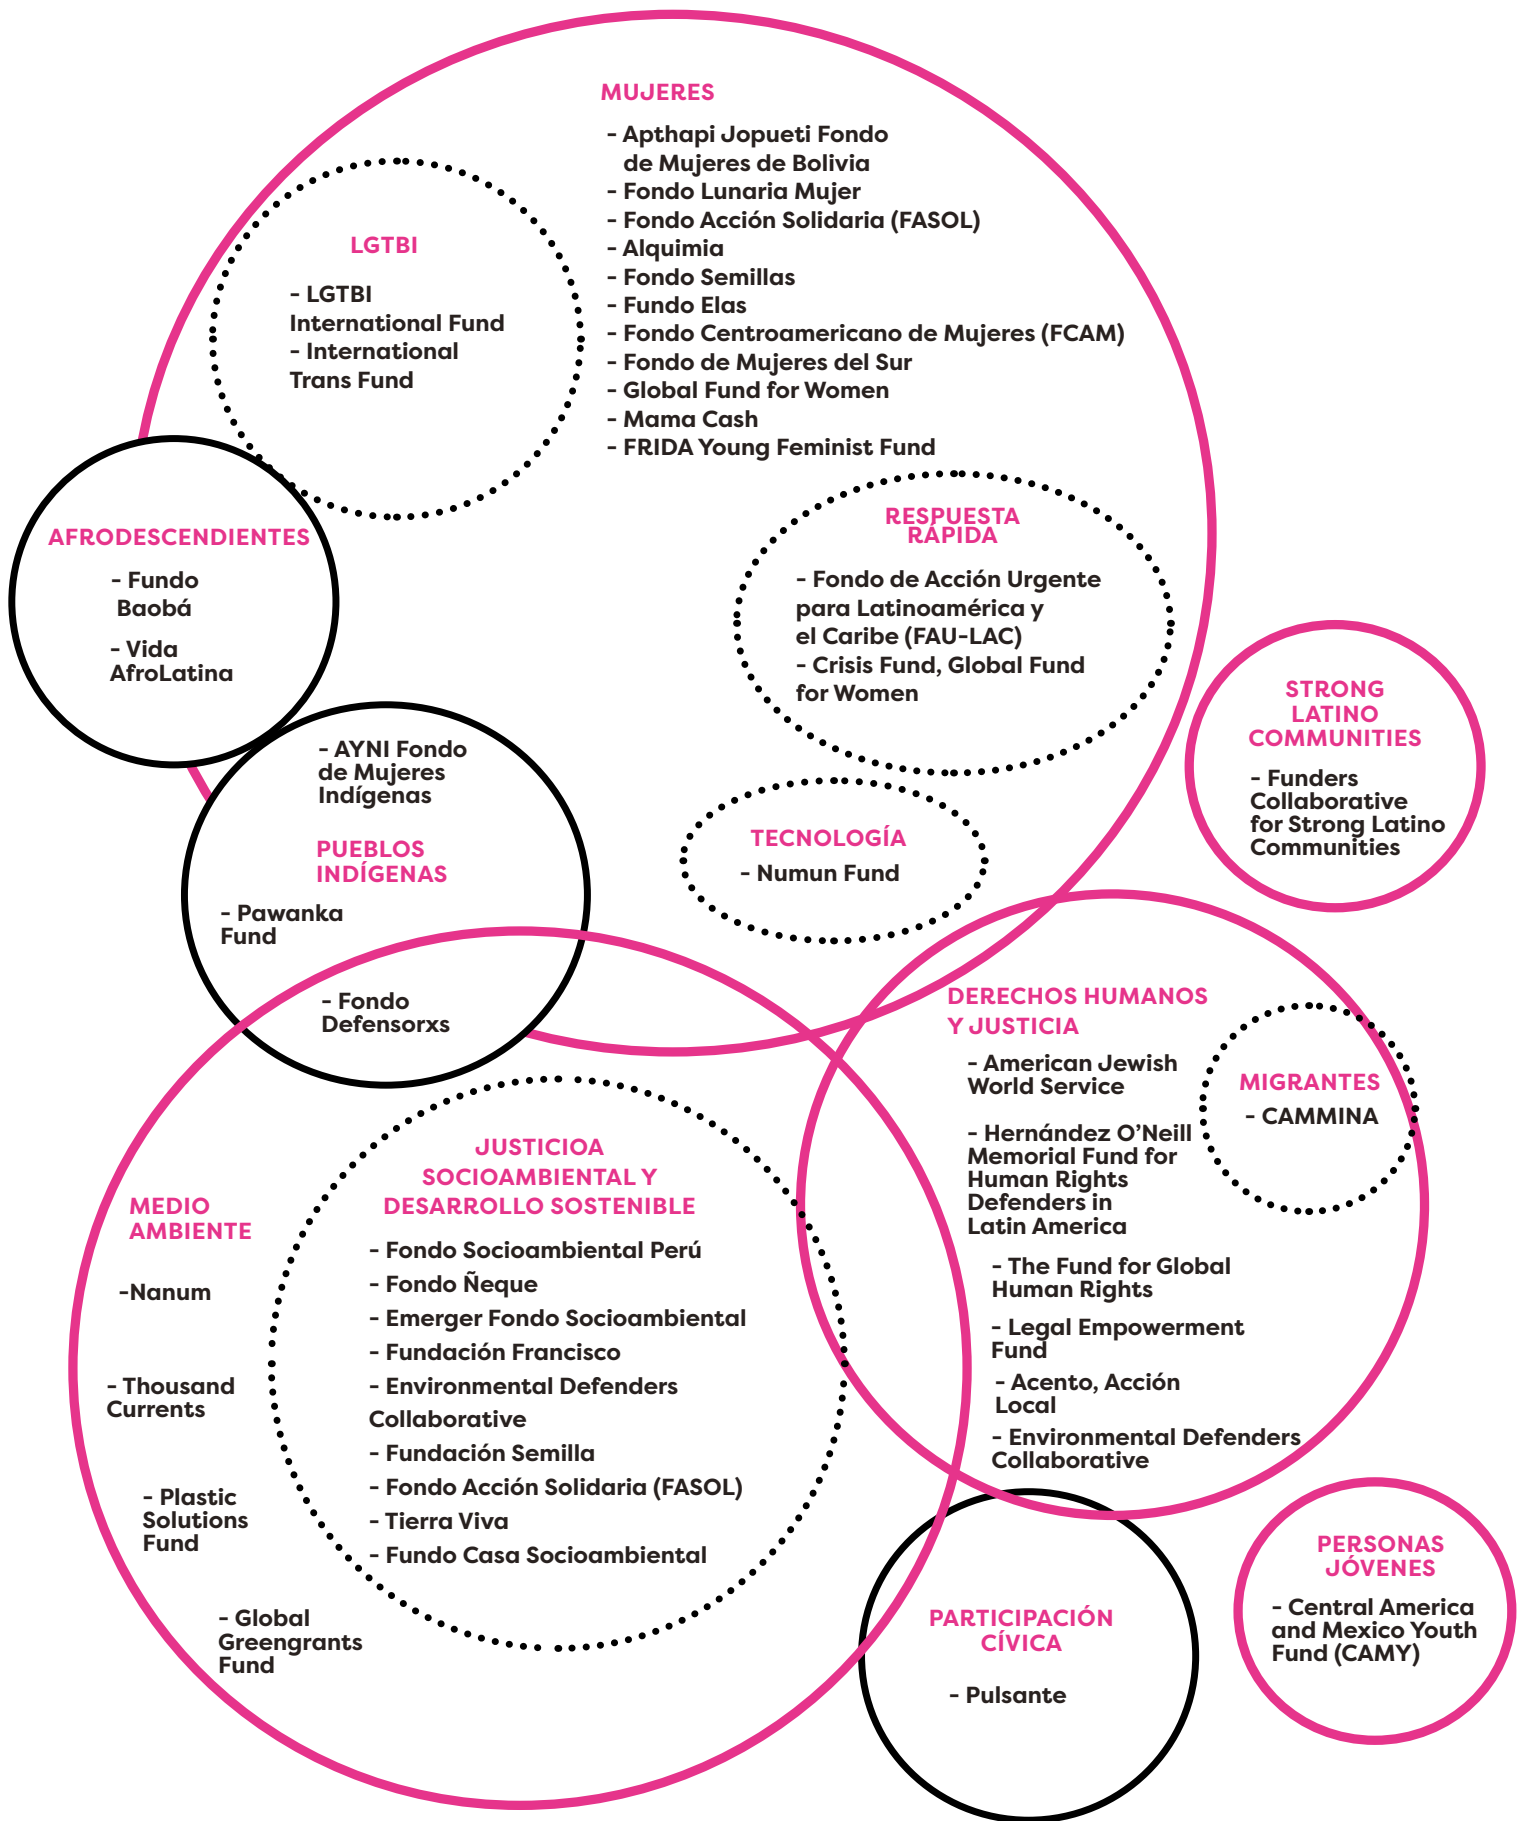 MUJERES
- Apthapi Jopueti Fondo
de Mujeres de Bolivia
- Fondo Lunaria Mujer
- Fondo Acción Solidaria (FASOL)
- Alquimia
- Fondo Semillas
- Fundo Elas
- Fondo Centroamericano de Mujeres (FCAM)
- Fondo de Mujeres del Sur
- Global Fund for Women
- Mama Cash
- FRIDA Young Feminist Fund
LGTBI
- LGTBI
International Fund
- International
Trans Fund
AFRODESCENDIENTES
- Fundo
Baobá
- Vida
AfroLatina
RESPUESTA
RÁPIDA
- Fondo de Acción Urgente
para Latinoamérica y
el Caribe (FAU-LAC)
- Crisis Fund, Global Fund
for Women
STRONG
LATINO
COMMUNITIES
- Funders
Collaborative
for Strong Latino
Communities
- AYNI Fondo
de Mujeres
Indígenas
PUEBLOS
INDÍGENAS
- Pawanka
Fund
- Fondo
Defensorxs
TECNOLOGÍA
- Numun Fund
DERECHOS HUMANOS
Y JUSTICIA
- American Jewish
World Service
- Hernández O’Neill
Memorial Fund for
Human Rights
Defenders in
Latin America
- The Fund for Global
Human Rights
- Legal Empowerment
Fund
- Acento, Acción
Local
- Environmental Defenders
Collaborative
MIGRANTES
- CAMMINA
MEDIO
AMBIENTE
-Nanum
- Thousand
Currents
- Plastic
Solutions
Fund
- Global
Greengrants
Fund
JUSTICIOA
SOCIOAMBIENTAL Y
DESARROLLO SOSTENIBLE
- Fondo Socioambiental Perú
- Fondo Ñeque
- Emerger Fondo Socioambiental
- Fundación Francisco
- Environmental Defenders
Collaborative
- Fundación Semilla
- Fondo Acción Solidaria (FASOL)
- Tierra Viva
- Fundo Casa Socioambiental
PARTICIPACIÓN
CÍVICA
- Pulsante
PERSONAS
JÓVENES
- Central America
and Mexico Youth
Fund (CAMY)